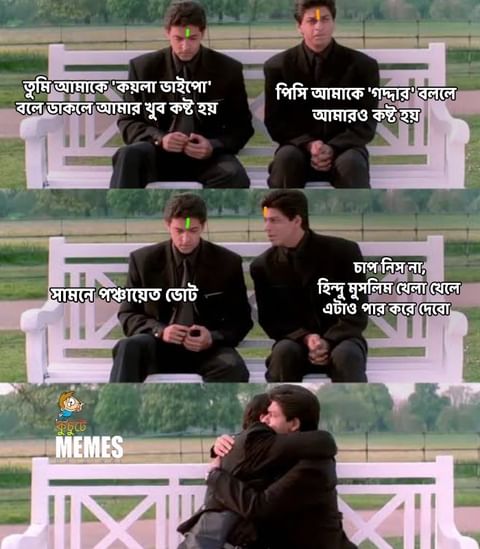 তুমি আমাকে "কয়লা ভাইপো"
বলে ডাকলে আমার খুব কষ্ট হয়
পিসি আমাকে 'গদ্দার' বললে
আমারও কষ্ট হয়
সামনে পঞ্চায়েত ভোট
চাপ নিস না,
হিন্দু মুসলিম খেলা খেলে
এটাও পার করে দেবো
কুচুটে
MEMES